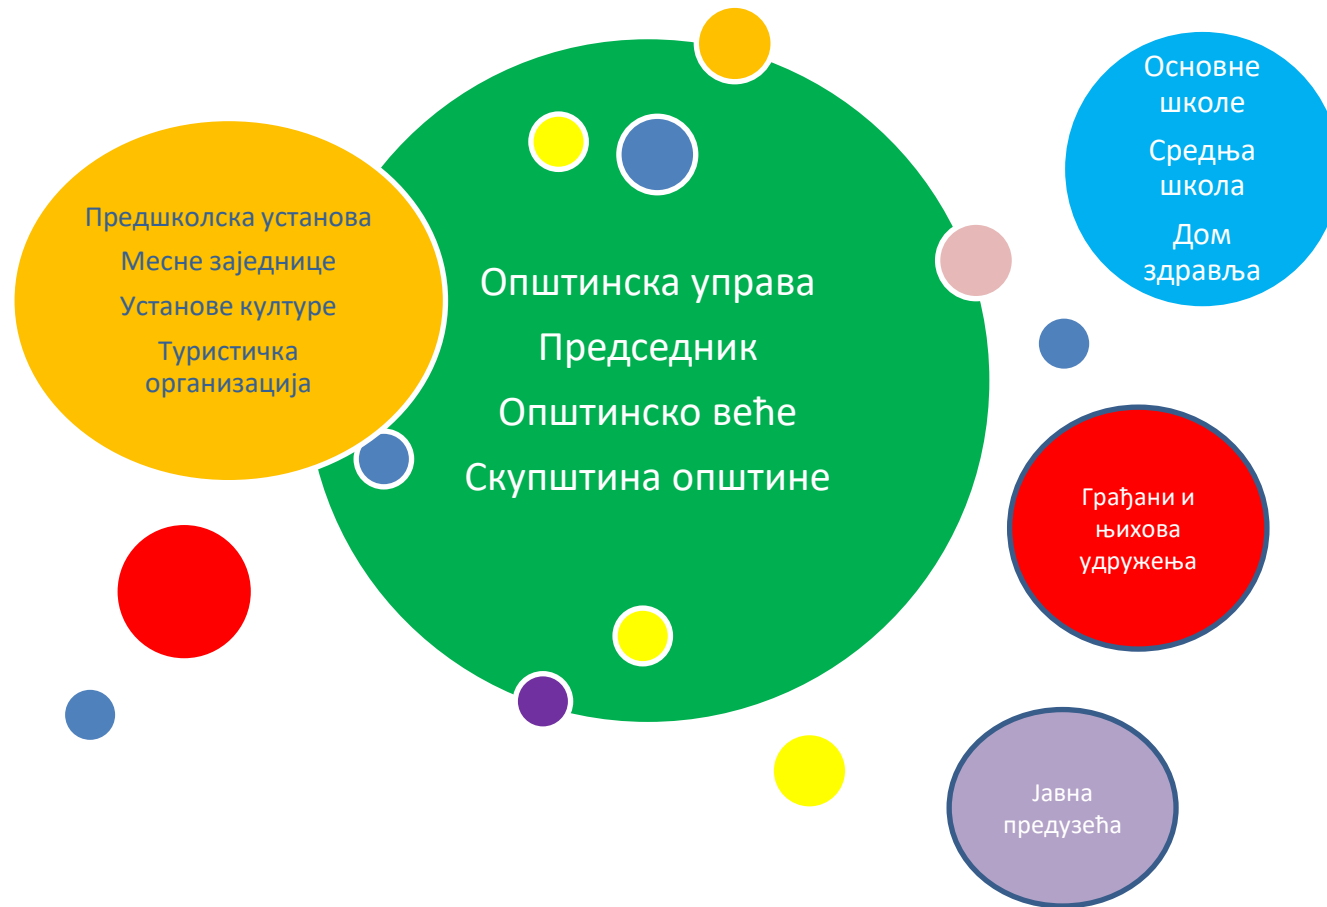 Предшколска установа
Месне заједнице
Установе културе
Туристичка
организација
Општинска управа
Председник
Општинско веће
Скупштина општине
Основне
школе
Средња
школа
Дом
здравља
Грађани и
њихова
удружења
Јавна
предузећа